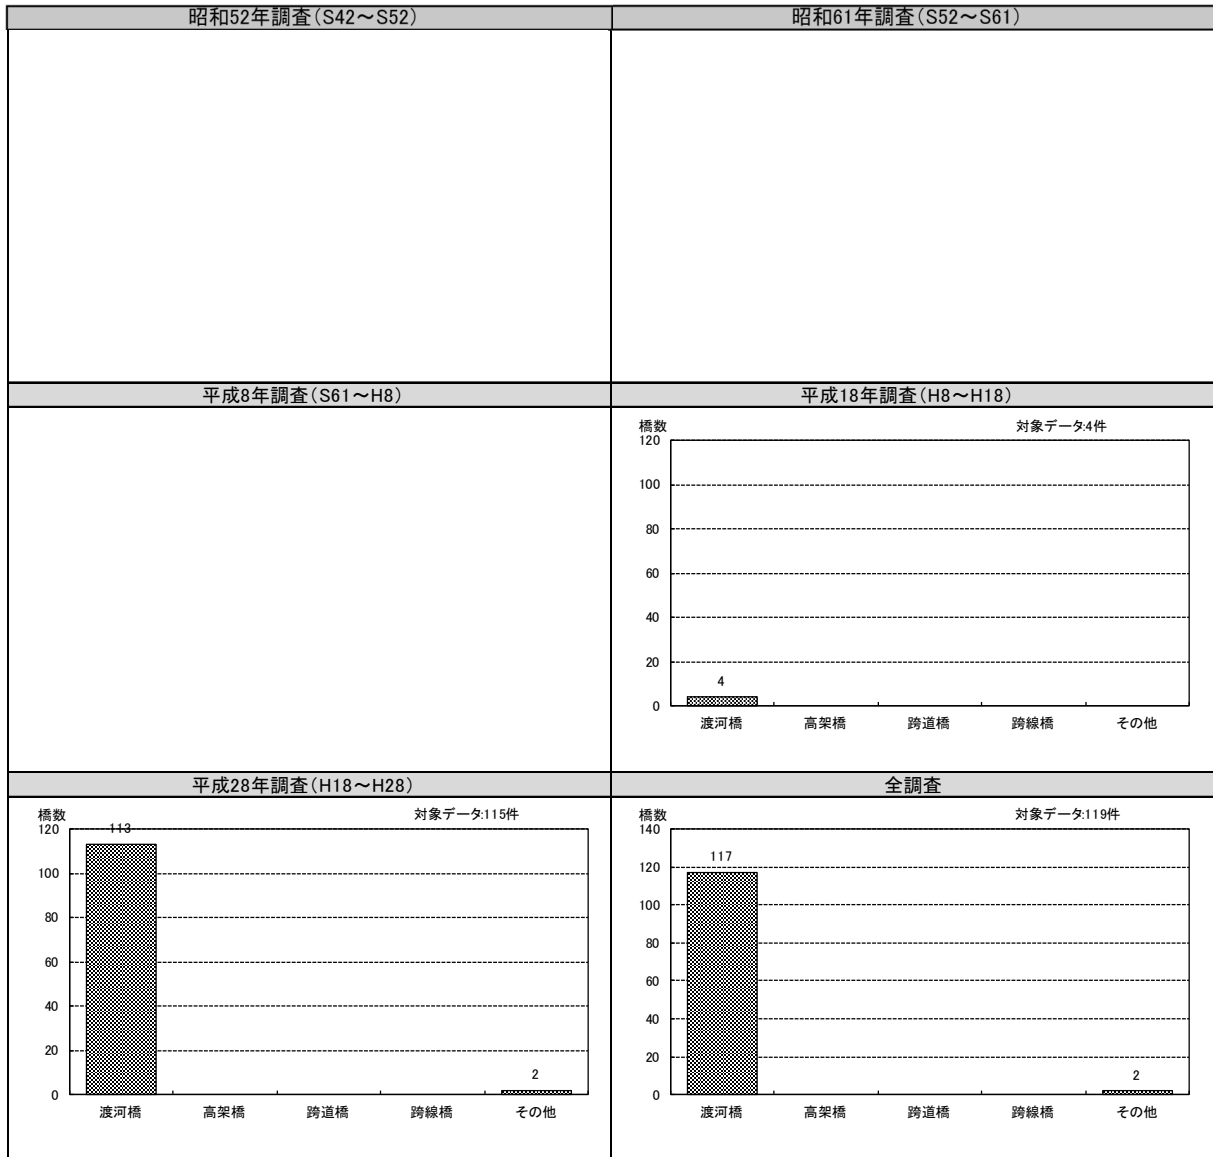 昭和52年調査(S42～S52)
昭和61年調査(S52～S61)
平成8年調査(S61～H8)
平成18年調査(H8～H18)
橋数
対象データ:4件
120
100
80
60
40
20
0
4
渡河橋 高架橋 跨道橋 跨線橋 その他
平成28年調査(H18～H28)
橋数
対象データ:115件
120
100
80
60
40
20
0
113
2
渡河橋 高架橋 跨道橋 跨線橋 その他
全調査
橋数
対象データ:119件
140
120
100
80
60
40
20
0
117
2
渡河橋 高架橋 跨道橋 跨線橋 その他